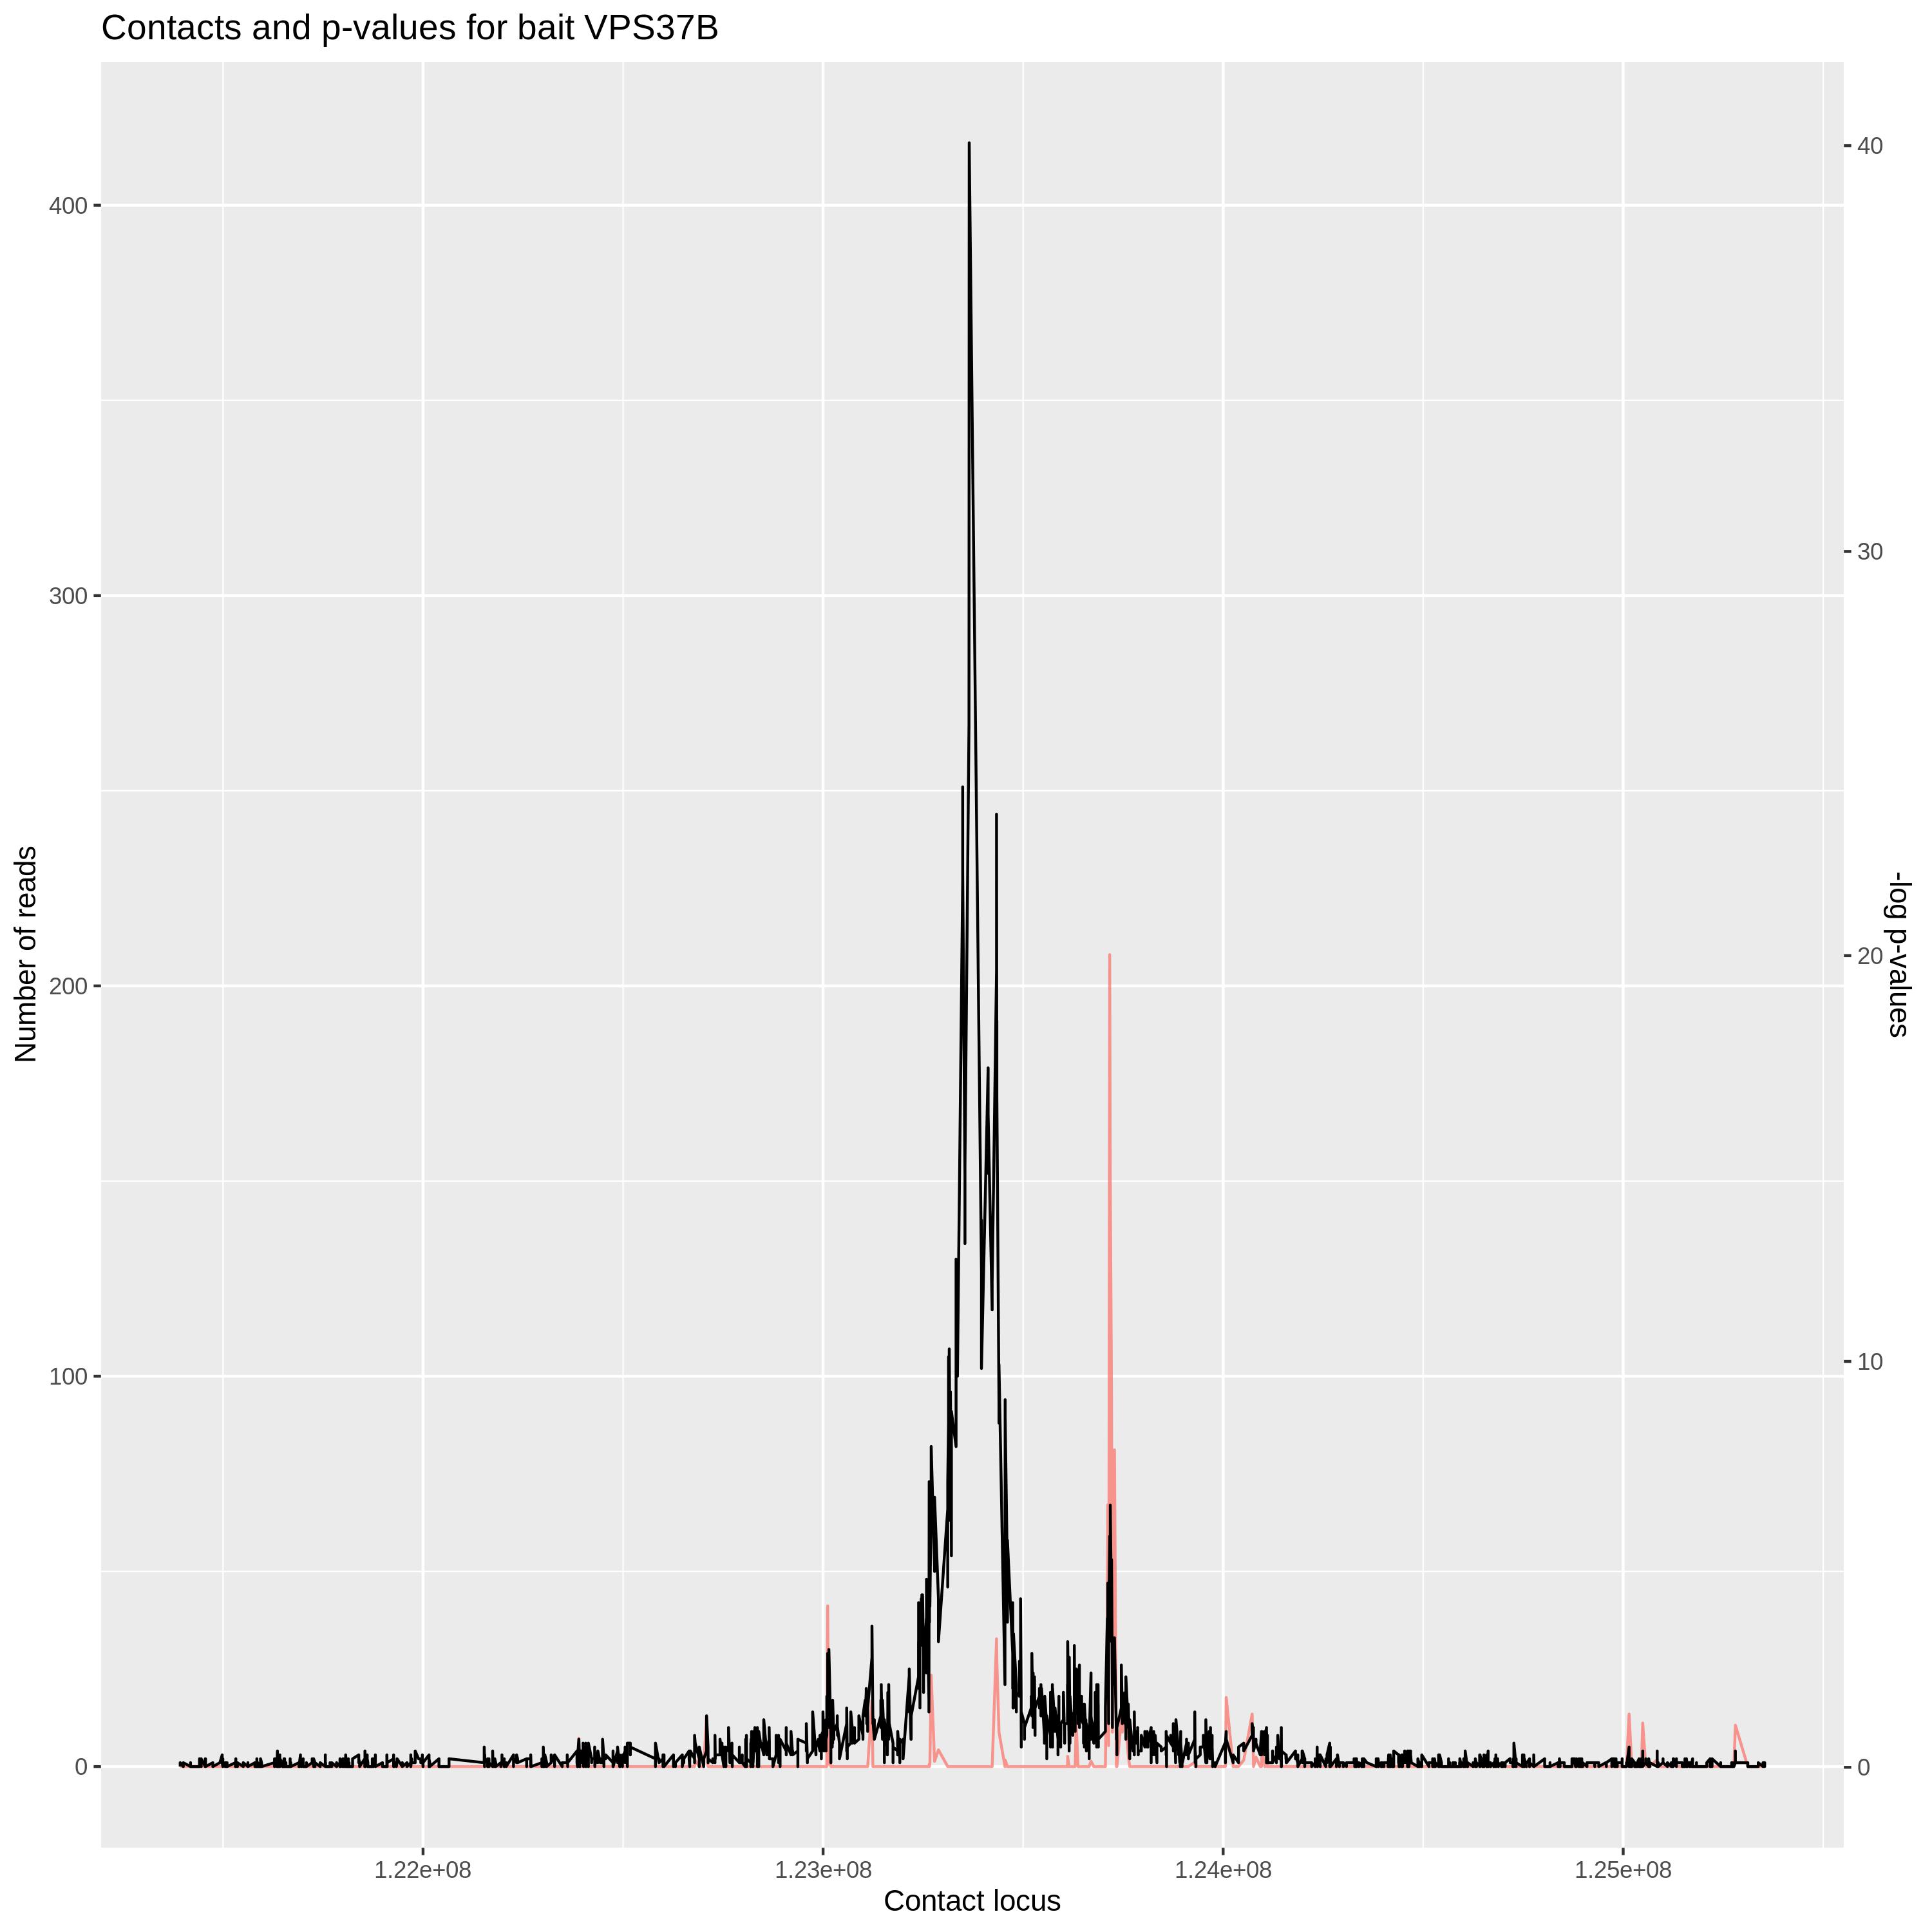 Contacts and p-values for bait VPS37B
400
300
200
100
0
Number of reads
40
30
20
10
0
-log p-values
1.22e+08
1.23e+08
1.24e+08
1.25e+08
Contact locus